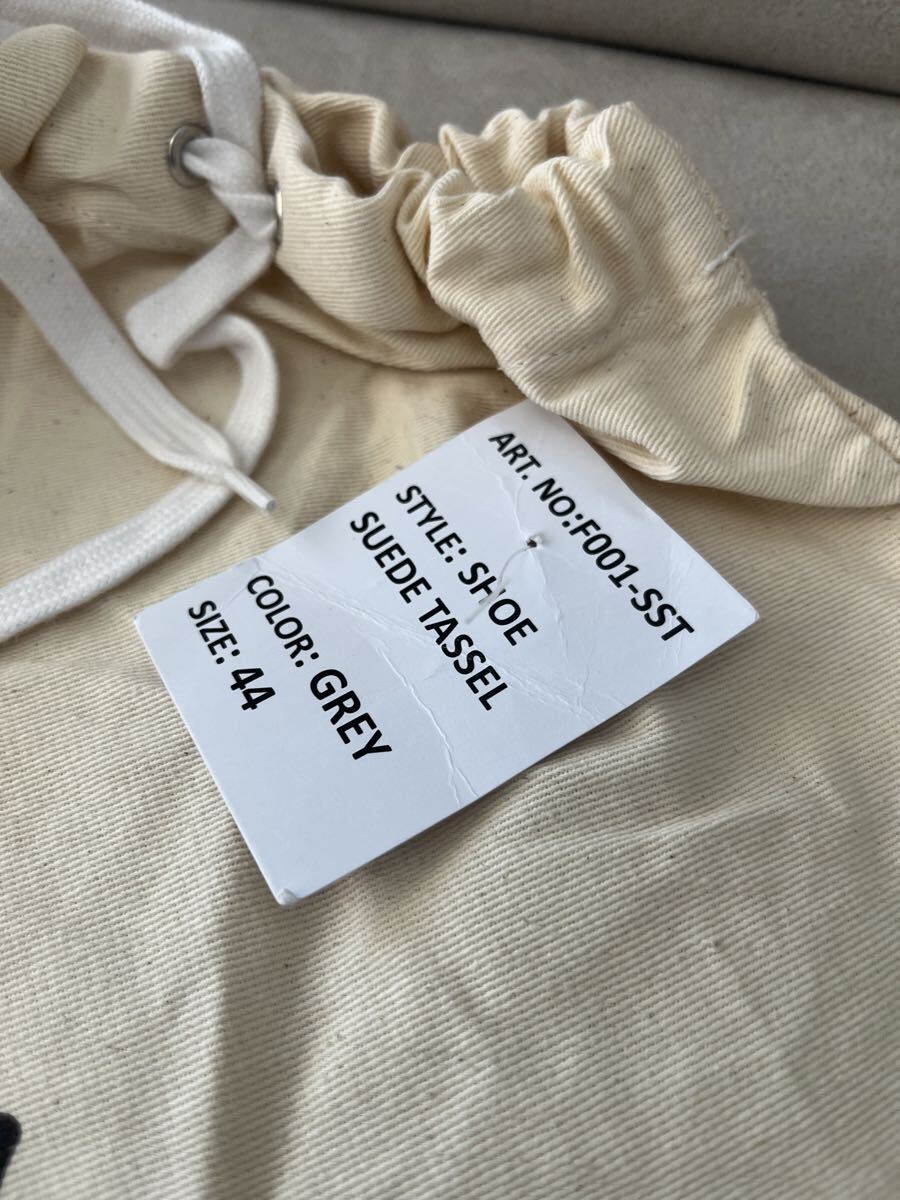 ART. NO:F001-SST
STYLE: SHOE
SUEDE TASSEL
COLOR: GREY
SIZE: 44